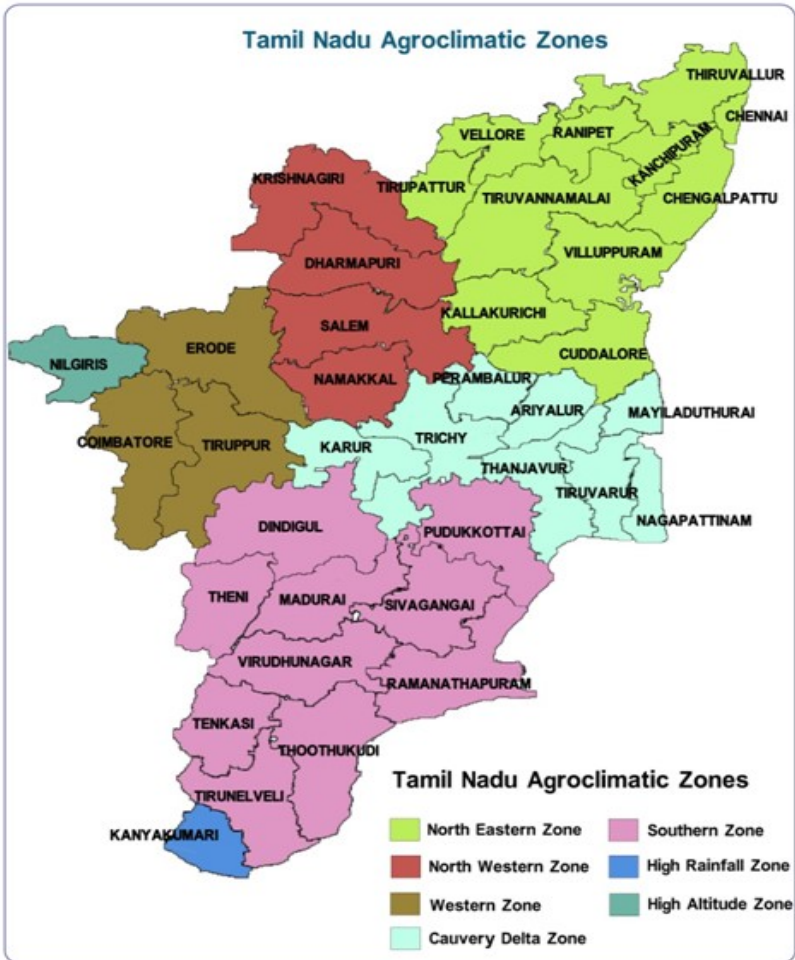 Tamil Nadu Agroclimatic Zones
THIRUVALLUR
CHENNAI
VELLORE
RANIPET
KANCHIPURAM
KRISHNAGIRI
TIRUPATTUR
TIRUVANNAMALAI
CHENGALPATTU
VILLUPPURAM
DHARMAPURI
KALLAKURICHI
SALEM
ERODE
CUDDALORE
NILGIRIS
NAMAKKAL
PERAMBALUR
ARIYALUR
MAYILADUTHURAI
COIMBATORE
TIRUPPUR
KARUR
TRICHY
THANJAVUR
TIRUVARUR
NAGAPATTINAM
DINDIGUL
PUDUKKOTTAI
THENI
MADURAI
SIVAGANGAI
VIRUDHUNAGAR
RAMANATHAPURAM
TENKASI
THOOTHUKUDI
TIRUNELVELI
KANYAKUMARI
Tamil Nadu Agroclimatic Zones
North Eastern Zone
North Western Zone
Western Zone
Cauvery Delta Zone
Southern Zone
High Rainfall Zone
High Altitude Zone